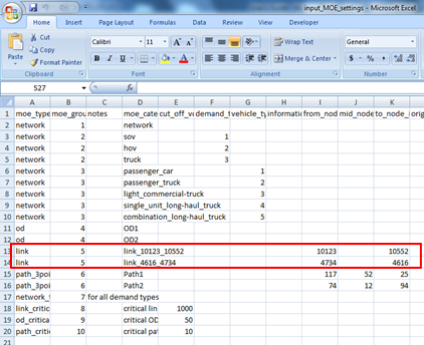 input_MOE_settings - Microsoft Excel
Home Insert Page Layout Formulas Data Review View Developer
Cut
Copy
Paste
Format Painter
Calibri 11
Wrap Text
Merge & Center
General
Clipboard Font Alignment Number
S27
A B C D E F G H I J K
1 moe_type moe_grou notes moe_cate cut_off_v demand_t vehicle_ty informatio from_nod mid_node to_node_ orig
2 network 1 network
3 network 2 sov 1
4 network 2 hov 2
5 network 2 truck 3
6 network 3 passenger_car 1
7 network 3 passenger_truck 2
8 network 3 light_commercial-truck 3
9 network 3 single_unit_long-haul_truck 4
10 network 3 combination_long_haul_truck 5
11 od 4 OD1
12 od 4 OD2
13 link 5 link_10123_10552 10123 10552
14 link 5 link_4616_4734 4734 4616
15 path_3poi 6 Path1 117 52 25
16 path_3poi 6 Path2 74 12 94
17 network_t 7 for all demand types
18 link_critic 8 critical lin 1000
19 od_critica 9 critical OD 50
20 path_critic 10 critical pat 10